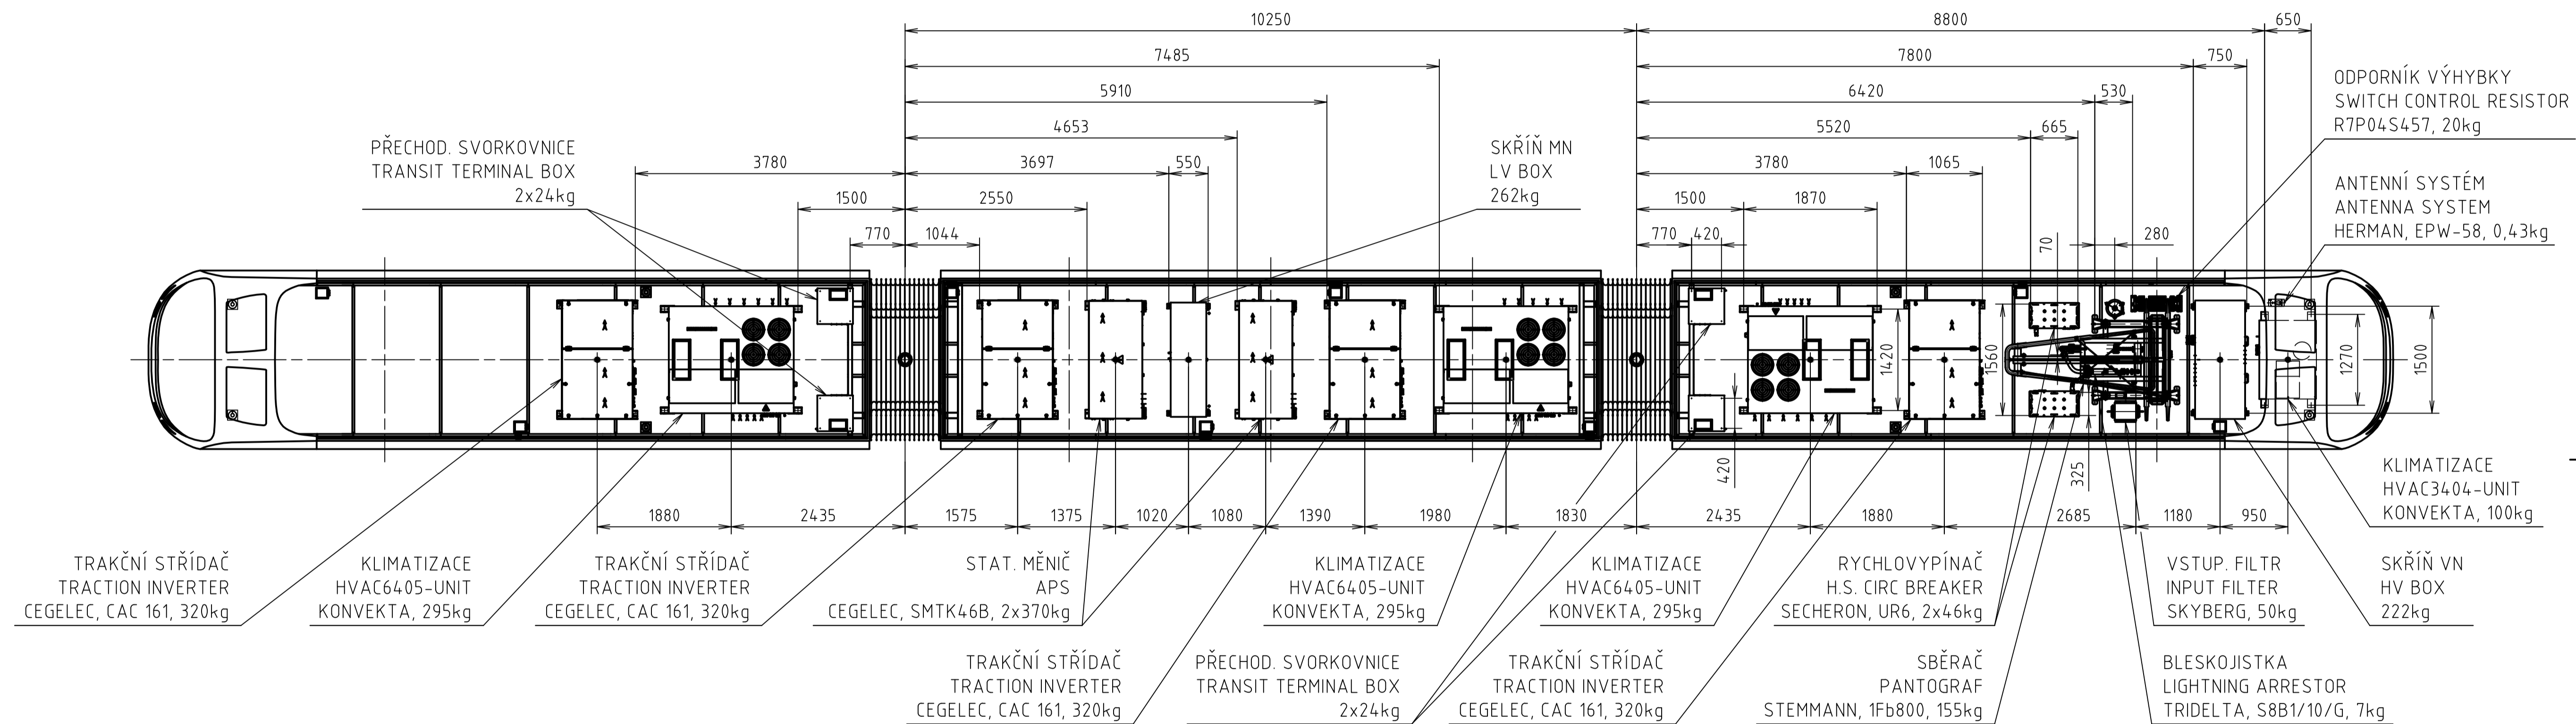 10250
8800
650
7485
7800
750
5910
6420
530
4653
5520
665
3780
3697
550
3780
1065
1500
2550
1500
1870
770
1044
770
420
70
280
PŘECHOD. SVORKOVNICE
TRANSIT TERMINAL BOX
2x24kg
SKŘÍŇ MN
LV BOX
262kg
ODPORNÍK VÝHYBKY
SWITCH CONTROL RESISTOR
R7P04S457, 20kg
ANTENNÍ SYSTÉM
ANTENNA SYSTEM
HERMAN, EPW-58, 0,43kg
1420
1560
1270
1500
420
325
1880
2435
1575
1375
1020
1080
1390
1980
1830
2435
1880
2685
1180
950
KLIMATIZACE
HVAC3404-UNIT
KONVEKTA, 100kg
TRAKČNÍ STŘÍDAČ
TRACTION INVERTER
CEGELEC, CAC 161, 320kg
KLIMATIZACE
HVAC6405-UNIT
KONVEKTA, 295kg
TRAKČNÍ STŘÍDAČ
TRACTION INVERTER
CEGELEC, CAC 161, 320kg
STAT. MĚNIČ
APS
CEGELEC, SMTK46B, 2x370kg
KLIMATIZACE
HVAC6405-UNIT
KONVEKTA, 295kg
KLIMATIZACE
HVAC6405-UNIT
KONVEKTA, 295kg
RYCHLOVYPÍNAČ
H.S. CIRC BREAKER
SECHERON, UR6, 2x46kg
VSTUP. FILTR
INPUT FILTER
SKYBERG, 50kg
SKŘÍŇ VN
HV BOX
222kg
TRAKČNÍ STŘÍDAČ
TRACTION INVERTER
CEGELEC, CAC 161, 320kg
PŘECHOD. SVORKOVNICE
TRANSIT TERMINAL BOX
2x24kg
TRAKČNÍ STŘÍDAČ
TRACTION INVERTER
CEGELEC, CAC 161, 320kg
SBĚRAČ
PANTOGRAF
STEMMANN, 1Fb800, 155kg
BLESKOJISTKA
LIGHTNING ARRESTOR
TRIDELTA, S8B1/10/G, 7kg